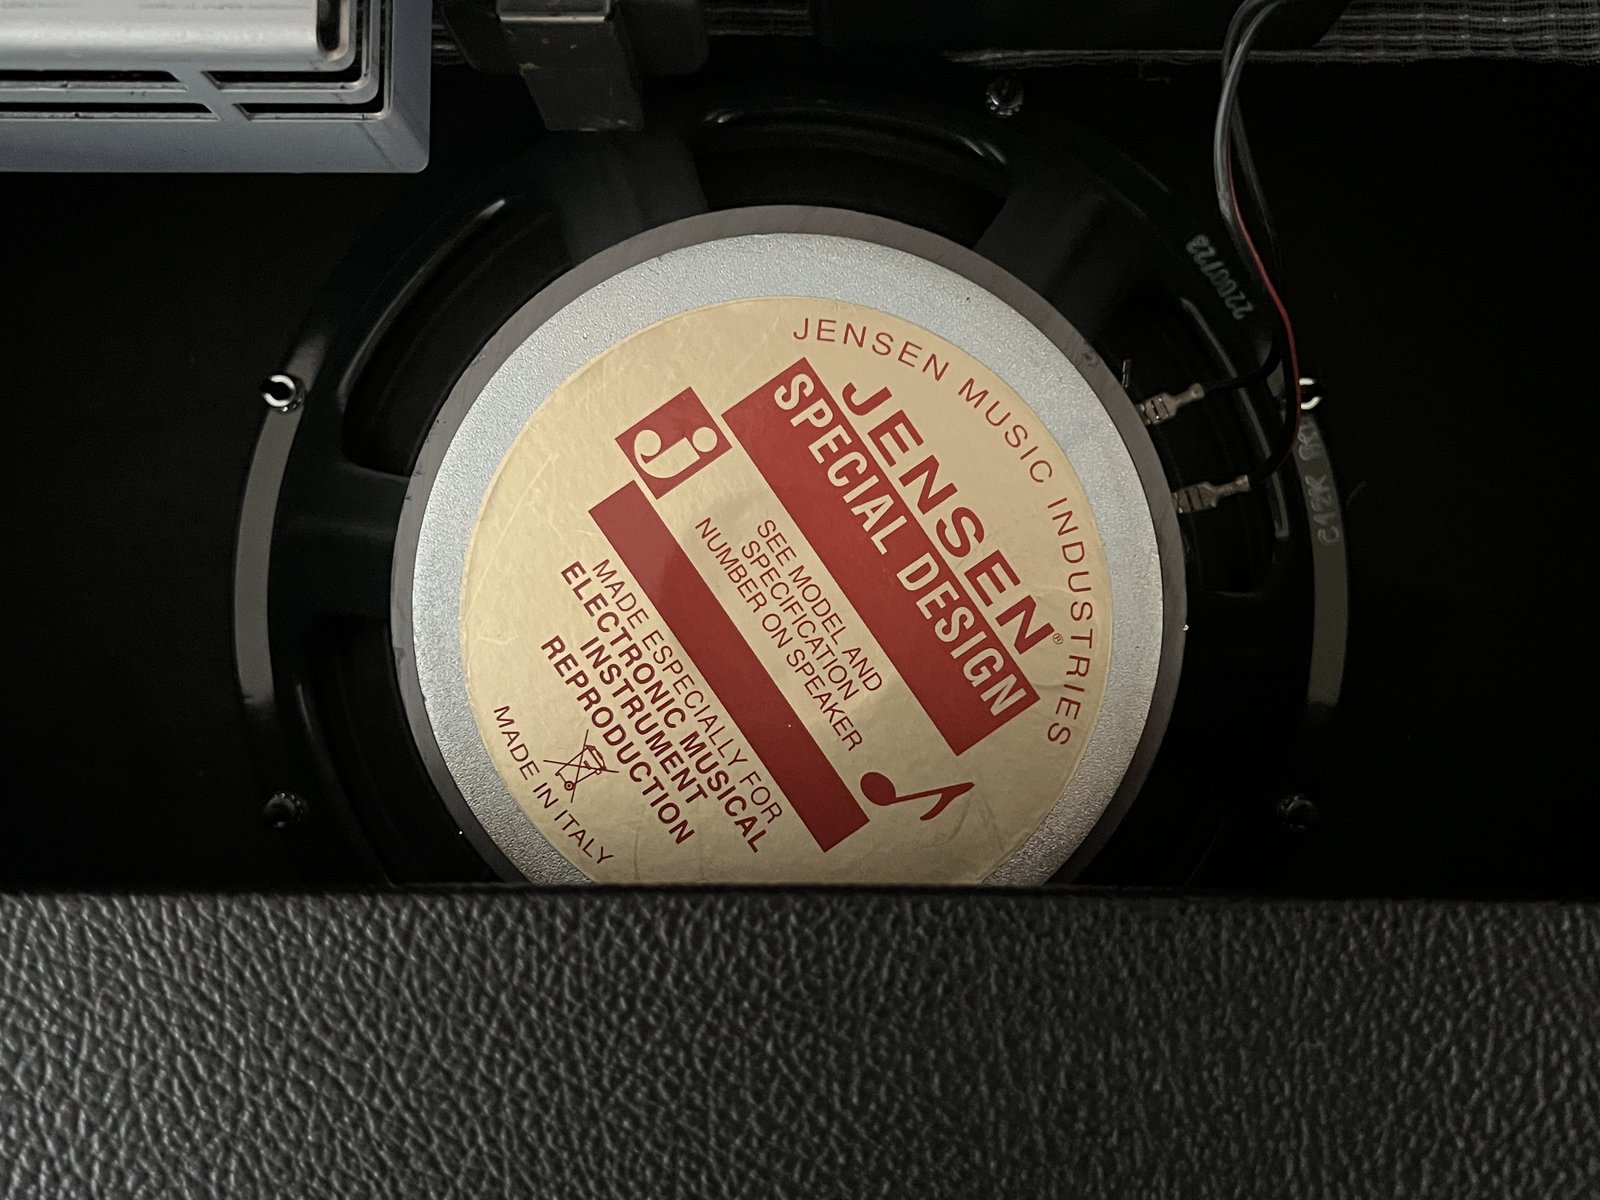 JENSEN MUSIC INDUSTRIES
JENSEN®
SPECIAL DESIGN
j
SEE MODEL AND
SPECIFICATION
NUMBER ON SPEAKER
MADE ESPECIALLY FOR
ELECTRONIC MUSICAL
INSTRUMENT
REPRODUCTION
MADE IN ITALY